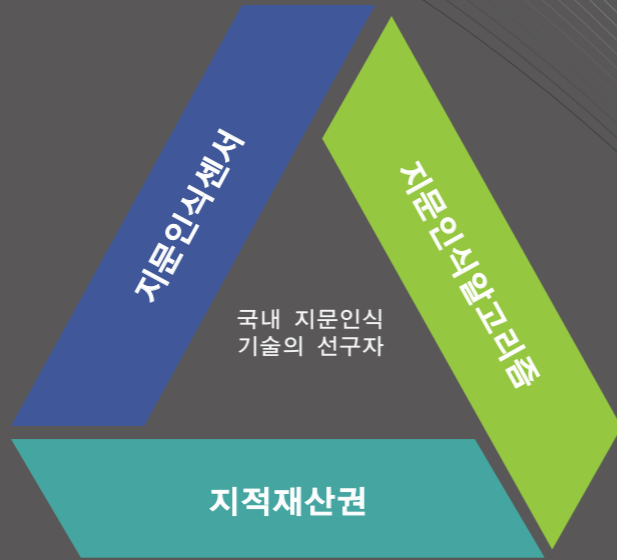 지문인식센서
지문인쇠알고리즘
국내 지문인식
기술의 선구자
지적재산권